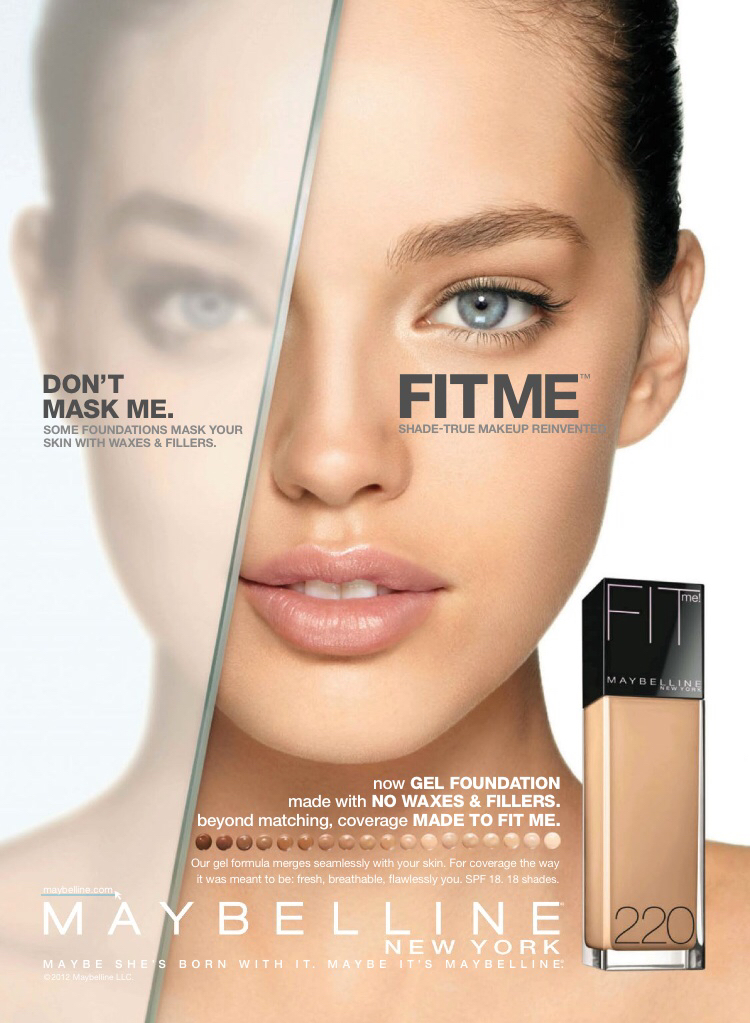 DON'T
MASK ME.
SOME FOUNDATIONS MASK YOUR
SKIN WITH WAXES & FILLERS.
FIT ME™
SHADE-TRUE MAKEUP REINVENTED
FIT me!
MAYBELLINE
NEW YORK
220
now GEL FOUNDATION
made with NO WAXES & FILLERS.
beyond matching, coverage MADE TO FIT ME.
Our gel formula merges seamlessly with your skin. For coverage the way
it was meant to be: fresh, breathable, flawlessly you. SPF 18. 18 shades.
maybelline.com
MAYBELLINE®
NEW YORK
MAYBE SHE'S BORN WITH IT. MAYBE IT'S MAYBELLINE.®
©2012 Maybelline LLC.